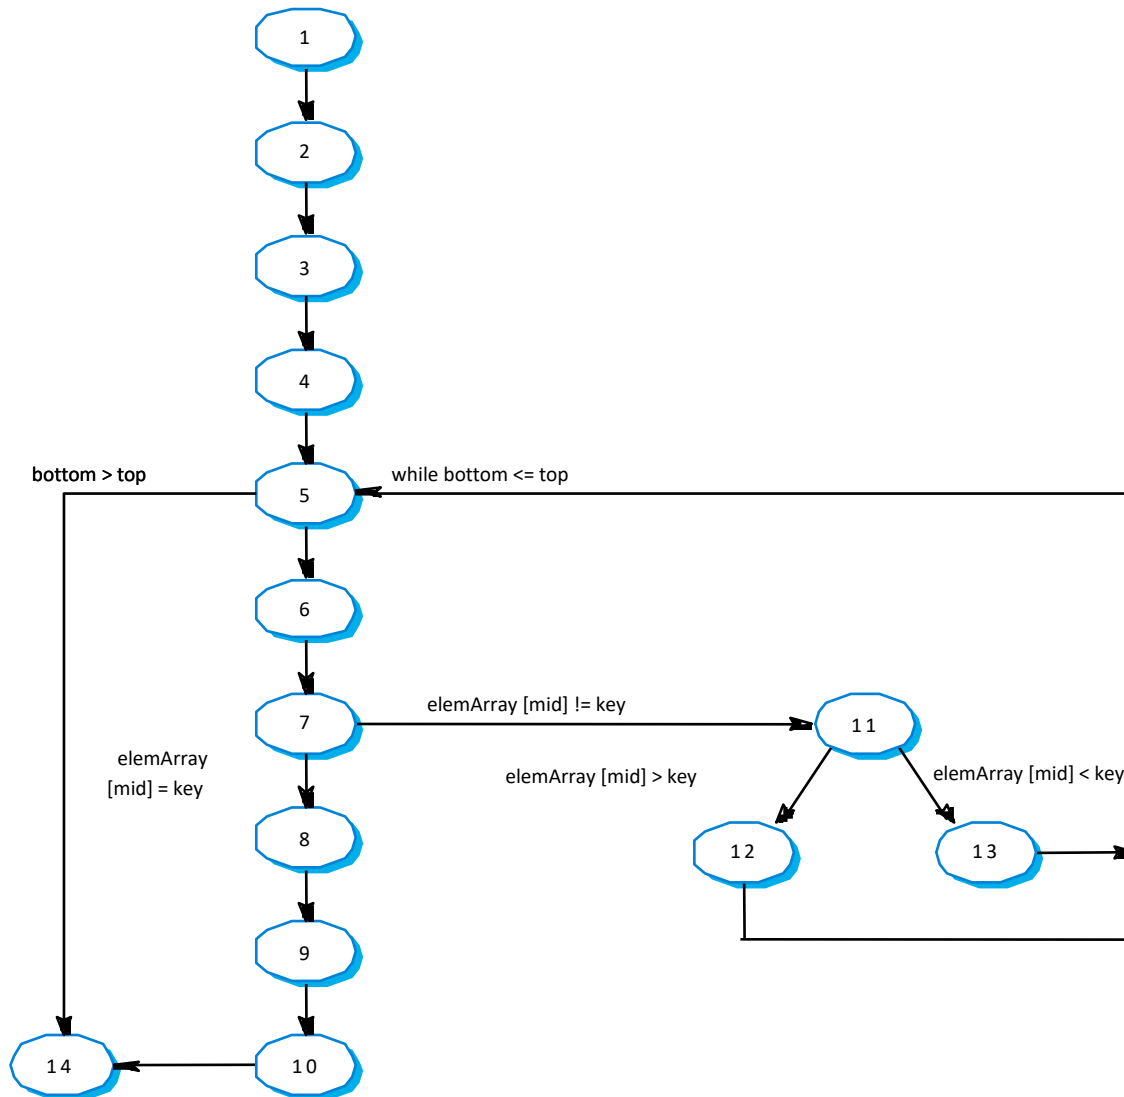 1
2
3
4
bottom > top
while bottom <= top
5
6
elemArray [mid] != key
7
11
elemArray
[mid] = key
elemArray [mid] > key
elemArray [mid] < key
8
12
13
9
14
10